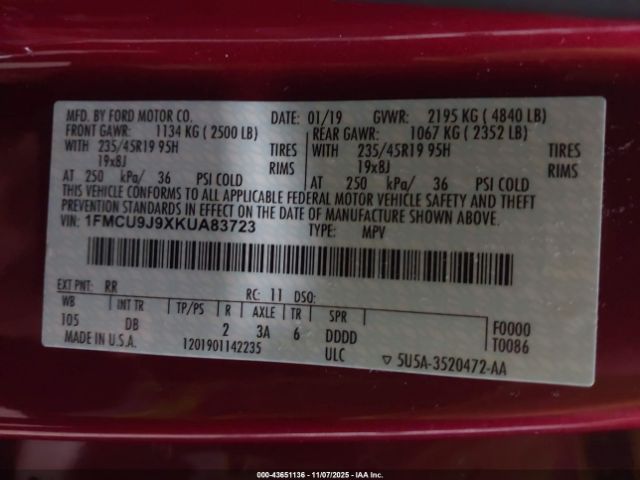 MFD. BY FORD MOTOR CO. DATE: 01/19 GVWR: 2195 KG ( 4840 LB)
FRONT GAWR: 1134 KG ( 2500 LB) REAR GAWR: 1067 KG ( 2352 LB)
WITH 235/45R19 95H TIRES WITH 235/45R19 95H TIRES
19x8J RIMS 19x8J RIMS
AT 250 kPa/ 36 PSI COLD AT 250 kPa/ 36 PSI COLD
THIS VEHICLE CONFORMS TO ALL APPLICABLE FEDERAL MOTOR VEHICLE SAFETY AND THEFT
PREVENTION STANDARDS IN EFFECT ON THE DATE OF MANUFACTURE SHOWN ABOVE.
VIN: 1FMCU9J9XKUA83723 TYPE: MPV
EXT PNT: RR RC: 11 DSO:
WB INT TR TP/PS R AXLE TR SPR F0000
105 DB 2 3A 6 DDDD T0086
MADE IN U.S.A. 1201901142235 ULC ▽ 5U5A-3520472-AA
000-43651136 - 11/07/2025 - IAA Inc.